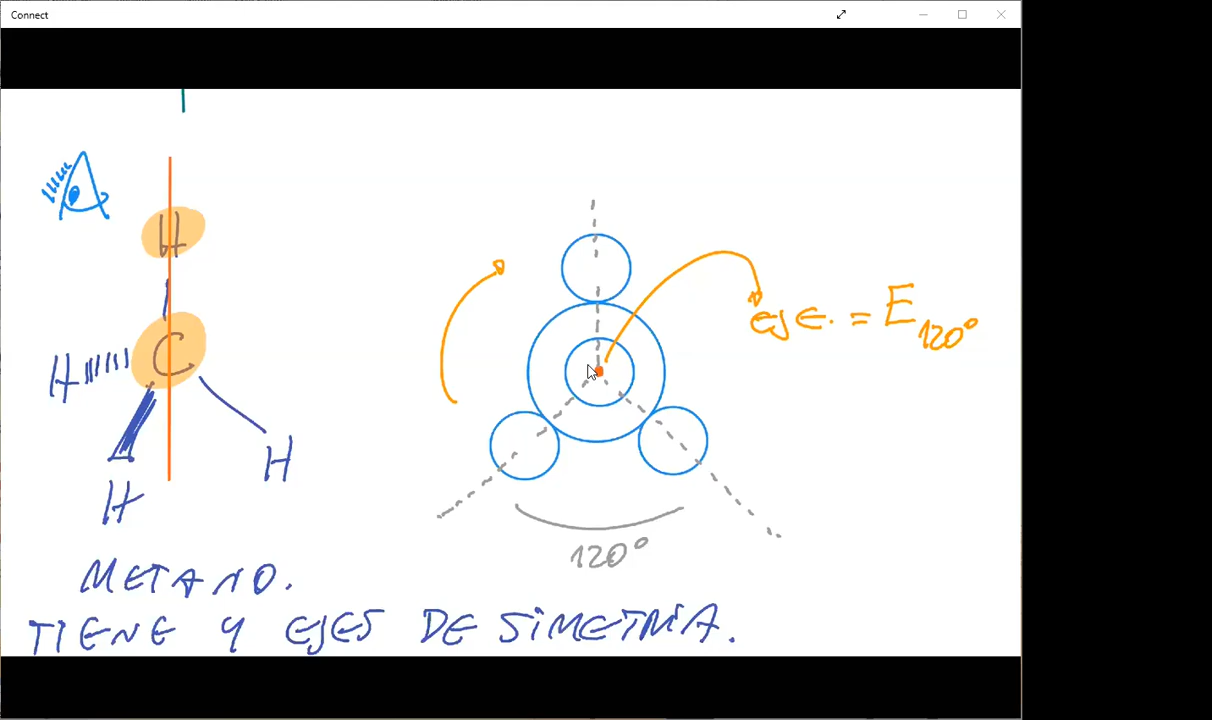 Connect
H
C
H
H
H
eje. = E120°
120°
METANO.
TIENE 4 EJES DE SIMETRIA.